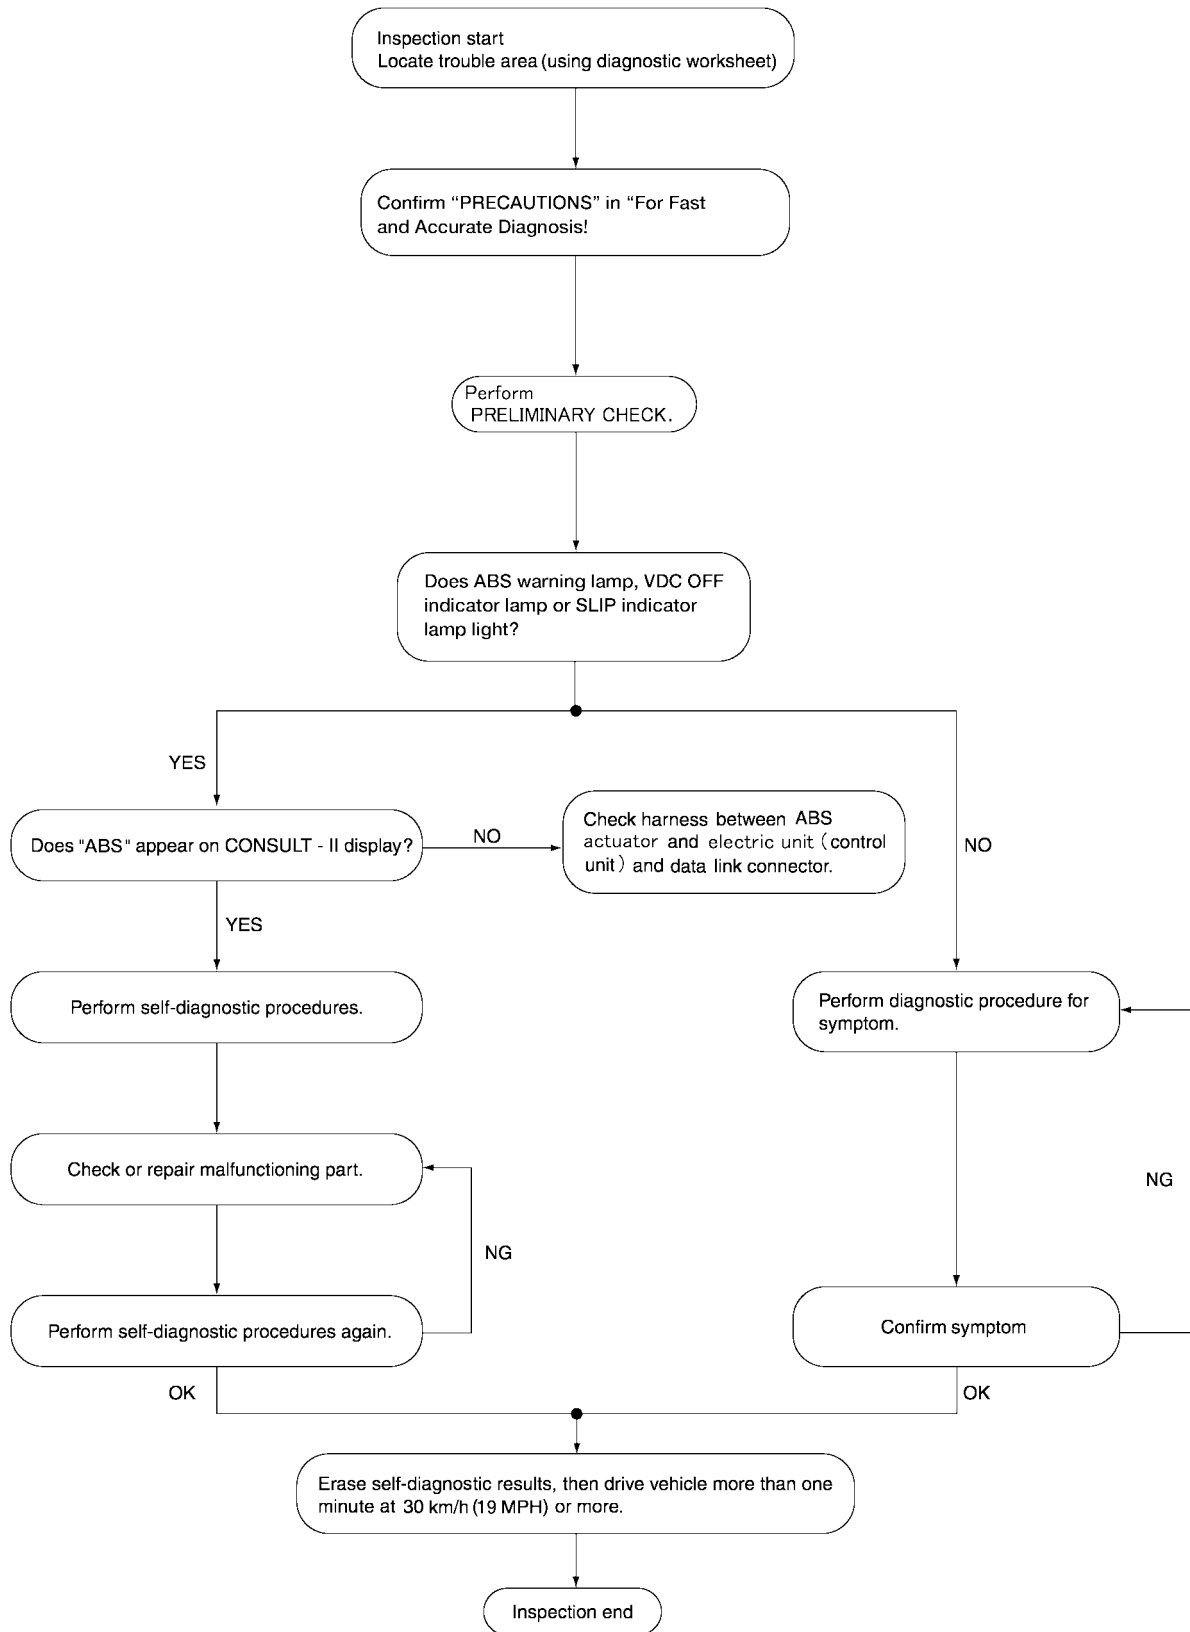 Inspection start
Locate trouble area (using diagnostic worksheet)
Confirm “PRECAUTIONS” in “For Fast
and Accurate Diagnosis!
Perform
PRELIMINARY CHECK.
Does ABS warning lamp, VDC OFF
indicator lamp or SLIP indicator
lamp light?
YES
NO
Does "ABS" appear on CONSULT - II display?
NO
Check harness between ABS
actuator and electric unit (control
unit) and data link connector.
YES
Perform self-diagnostic procedures.
Perform diagnostic procedure for
symptom.
Check or repair malfunctioning part.
NG
NG
Perform self-diagnostic procedures again.
Confirm symptom
OK
OK
Erase self-diagnostic results, then drive vehicle more than one
minute at 30 km/h (19 MPH) or more.
Inspection end